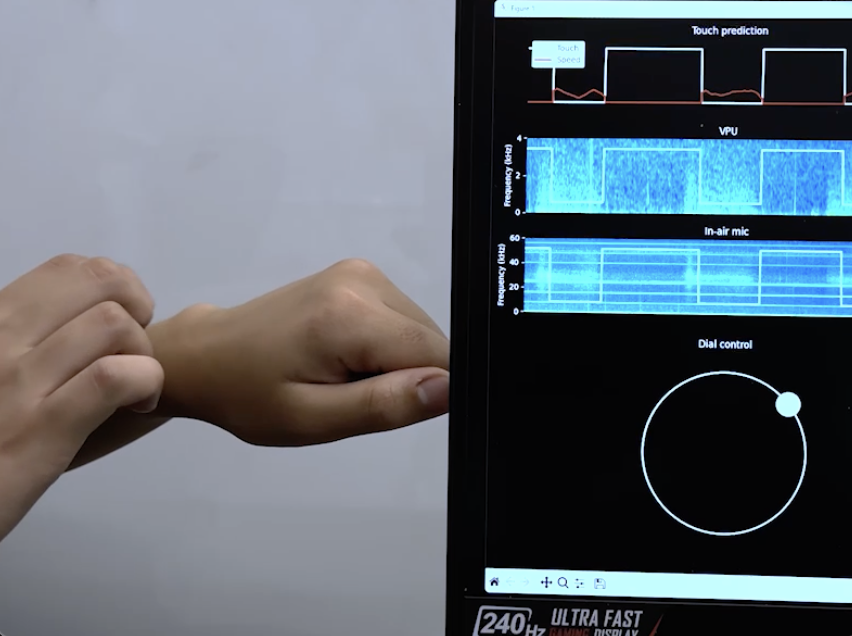 Figure 1
Touch prediction
Touch
Speed
VPU
4
2
0
Frequency (kHz)
In-air mic
60
40
20
0
Frequency (kHz)
Dial control
240Hz
ULTRA FAST
GAMING DISPLAY